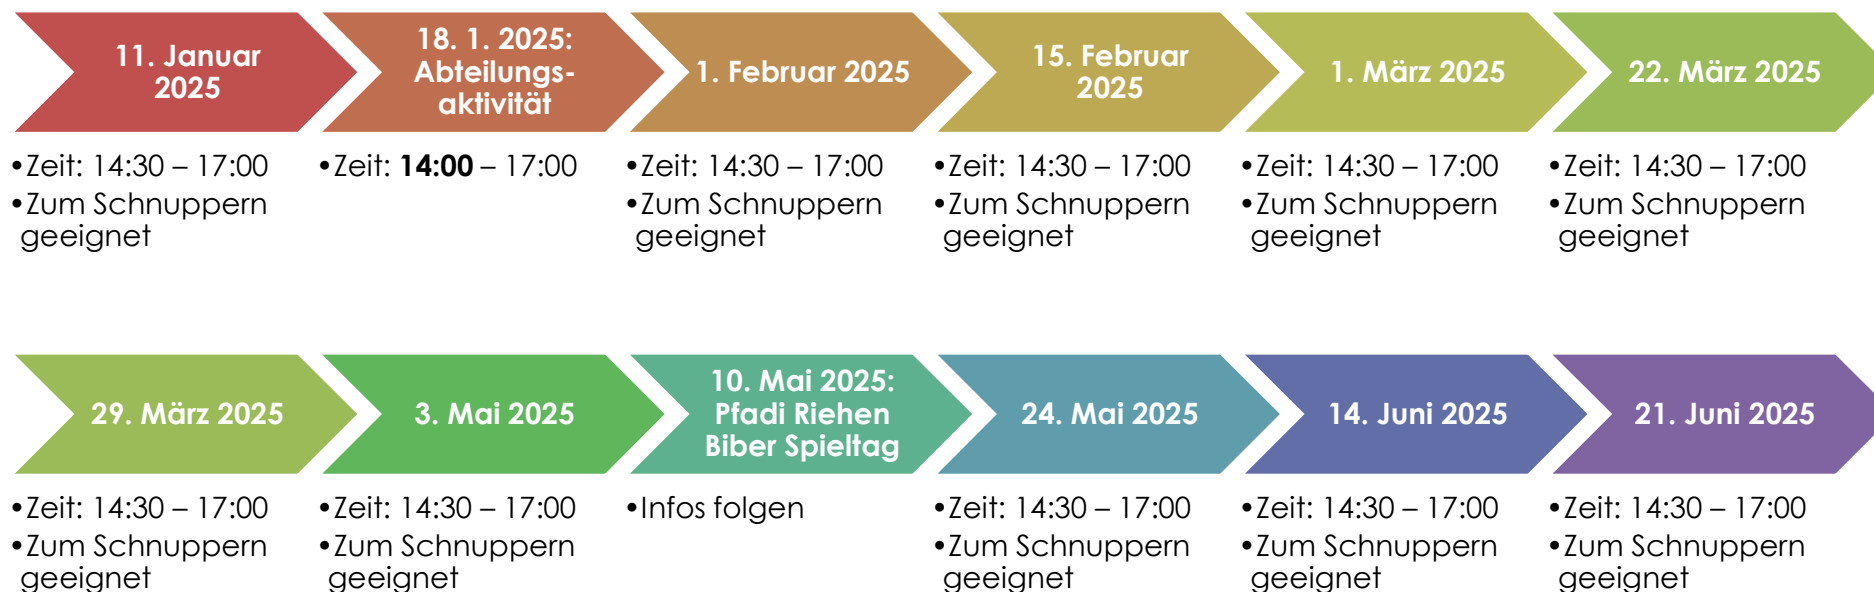 11. Januar
2025
18. 1. 2025:
Abteilungs-
aktivität
1. Februar 2025
15. Februar
2025
1. März 2025
22. März 2025
•Zeit: 14:30 – 17:00
•Zum Schnuppern
geeignet
•Zeit: 14:00 – 17:00
•Zeit: 14:30 – 17:00
•Zum Schnuppern
geeignet
•Zeit: 14:30 – 17:00
•Zum Schnuppern
geeignet
•Zeit: 14:30 – 17:00
•Zum Schnuppern
geeignet
•Zeit: 14:30 – 17:00
•Zum Schnuppern
geeignet
29. März 2025
3. Mai 2025
10. Mai 2025:
Pfadi Riehen
Biber Spieltag
24. Mai 2025
14. Juni 2025
21. Juni 2025
•Zeit: 14:30 – 17:00
•Zum Schnuppern
geeignet
•Zeit: 14:30 – 17:00
•Zum Schnuppern
geeignet
•Infos folgen
•Zeit: 14:30 – 17:00
•Zum Schnuppern
geeignet
•Zeit: 14:30 – 17:00
•Zum Schnuppern
geeignet
•Zeit: 14:30 – 17:00
•Zum Schnuppern
geeignet